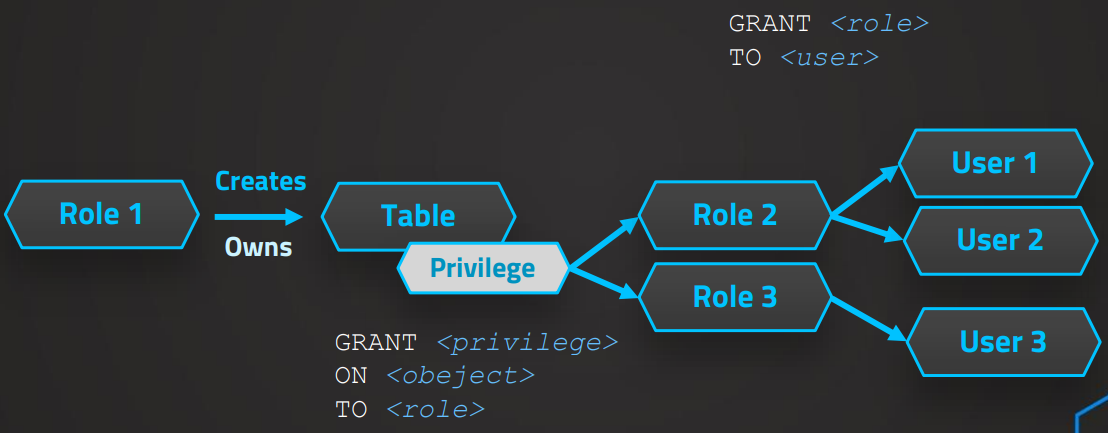 GRANT <role>
TO <user>
Role 1
Creates
Owns
Table
Privilege
Role 2
Role 3
User 1
User 2
User 3
GRANT <privilege>
ON <obeject>
TO <role>